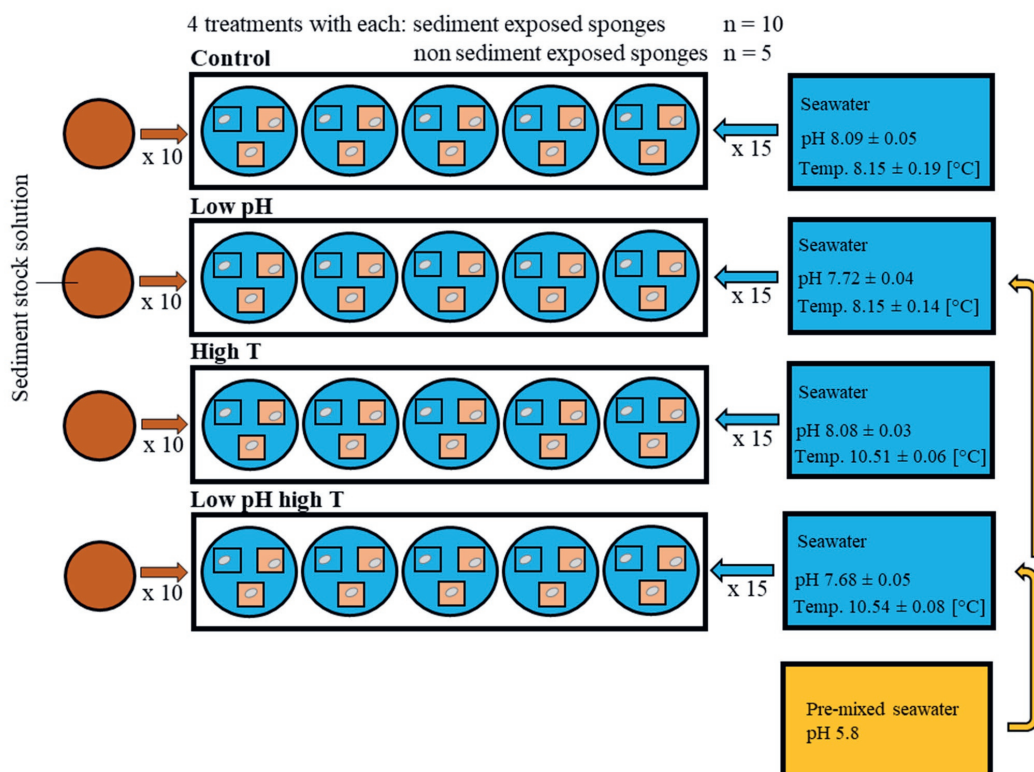 4 treatments with each: sediment exposed sponges n = 10
non sediment exposed sponges n = 5
Control
x 10
x 15
Seawater
pH 8.09 ± 0.05
Temp. 8.15 ± 0.19 [°C]
Low pH
x 10
x 15
Seawater
pH 7.72 ± 0.04
Temp. 8.15 ± 0.14 [°C]
Sediment stock solution
High T
x 10
x 15
Seawater
pH 8.08 ± 0.03
Temp. 10.51 ± 0.06 [°C]
Low pH high T
x 10
x 15
Seawater
pH 7.68 ± 0.05
Temp. 10.54 ± 0.08 [°C]
Pre-mixed seawater
pH 5.8